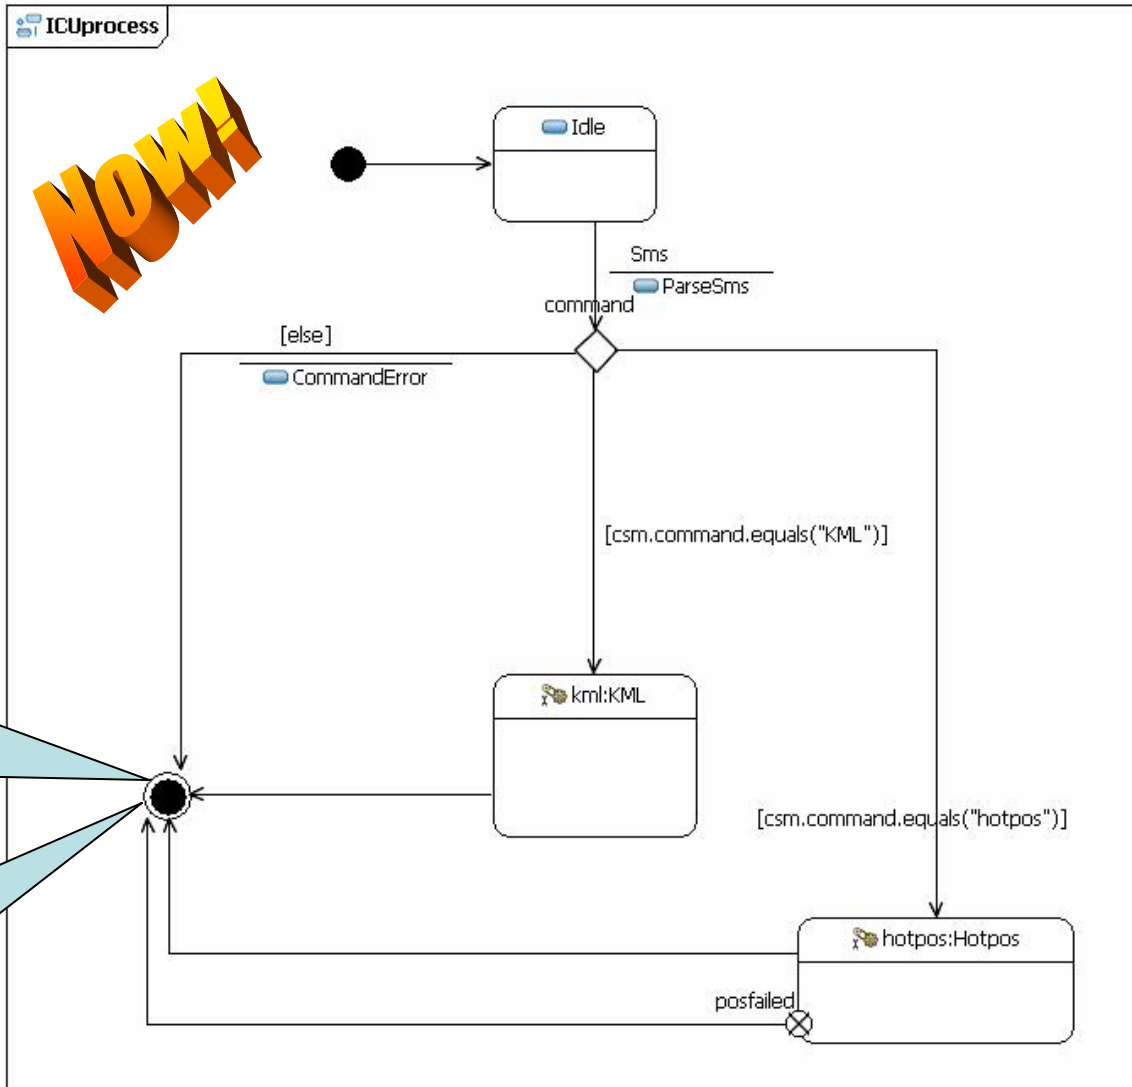 ICUprocess
Now!
Idle
Sms
ParseSms
command
[else]
CommandError
[csm.command.equals("KML")]
kml:KML
[csm.command.equals("hotpos")]
hotpos:Hotpos
posfailed